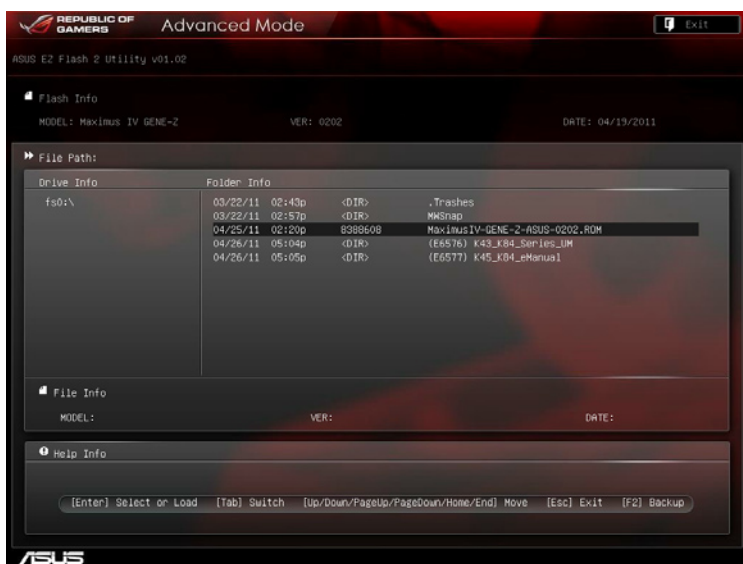 REPUBLIC OF GAMERS Advanced Mode Exit
ASUS EZ Flash 2 Utility v01.02
Flash Info
MODEL: Maximus IV GENE-Z VER: 0202 DATE: 04/19/2011
File Path:
Drive Info Folder Info
fs0:\ 03/22/11 02:43p <DIR> .Trashes
03/22/11 02:57p <DIR> MWSnap
04/25/11 02:20p 8388608 MaximusIV-GENE-Z-ASUS-0202.ROM
04/26/11 05:04p <DIR> (E6576) K43_K84_Series_UM
04/26/11 05:05p <DIR> (E6577) K45_K84_eManual
File Info
MODEL: VER: DATE:
Help Info
[Enter] Select or Load [Tab] Switch [Up/Down/PageUp/PageDown/Home/End] Move [Esc] Exit [F2] Backup
ASUS